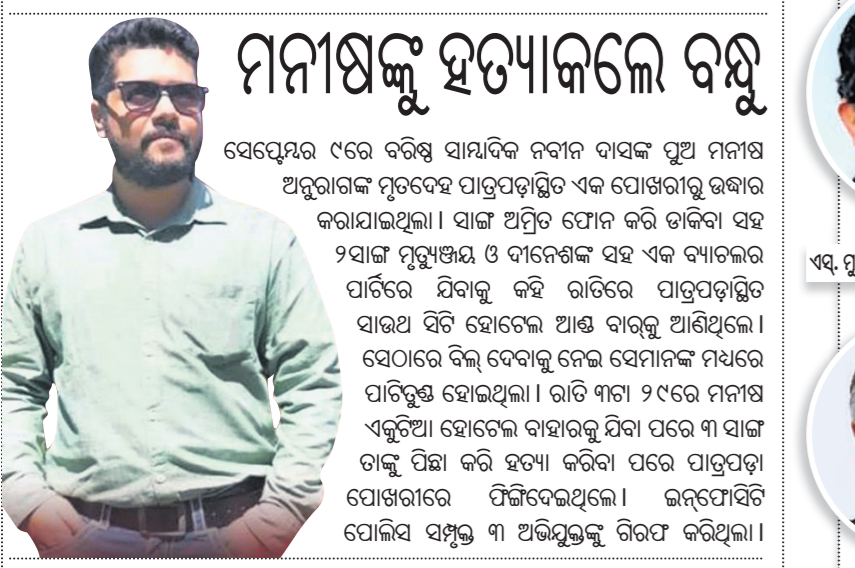 ମନୀଷଙ୍କୁ ହତ୍ୟାକଲେ ବନ୍ଧୁ
ସେପ୍ଟେମ୍ବର ୯ରେ ବରିଷ୍ଠ ସାମ୍ବାଦିକ ନବୀନ ଦାସଙ୍କ ପୁଅ ମନୀଷ
ଅନୁରାଗଙ୍କ ମୃତଦେହ ପାତ୍ରପଡ଼ାସ୍ଥିତ ଏକ ପୋଖରୀରୁ ଉଦ୍ଧାର
କରାଯାଇଥିଲା। ସାଙ୍ଗ ଅମ୍ରିତ ଫୋନ କରି ଡାକିବା ସହ
୨ସାଙ୍ଗ ମୃତ୍ୟୁଞ୍ଜୟ ଓ ଦୀନେଶଙ୍କ ସହ ଏକ ବ୍ୟାଚଲର
ପାର୍ଟିରେ ଯିବାକୁ କହି ରାତିରେ ପାତ୍ରପଡ଼ାସ୍ଥିତ
ସାଉଥ ସିଟି ହୋଟେଲ ଆଣ୍ଡ ବାର୍‌କୁ ଆଣିଥିଲେ।
ସେଠାରେ ବିଲ୍ ଦେବାକୁ ନେଇ ସେମାନଙ୍କ ମଧ୍ୟରେ
ପାଟିତୁଣ୍ଡ ହୋଇଥିଲା। ରାତି ୩ଟା ୨୯ରେ ମନୀଷ
ଏକୁଟିଆ ହୋଟେଲ ବାହାରକୁ ଯିବା ପରେ ୩ ସାଙ୍ଗ
ତାଙ୍କୁ ପିଛା କରି ହତ୍ୟା କରିବା ପରେ ପାତ୍ରପଡ଼ା
ପୋଖରୀରେ ଫିଙ୍ଗିଦେଇଥିଲେ। ଇନ୍‌ଫୋସିଟି
ପୋଲିସ ସମ୍ପୃକ୍ତ ୩ ଅଭିଯୁକ୍ତଙ୍କୁ ଗିରଫ କରିଥିଲା।
ଏସ୍. ମୁ